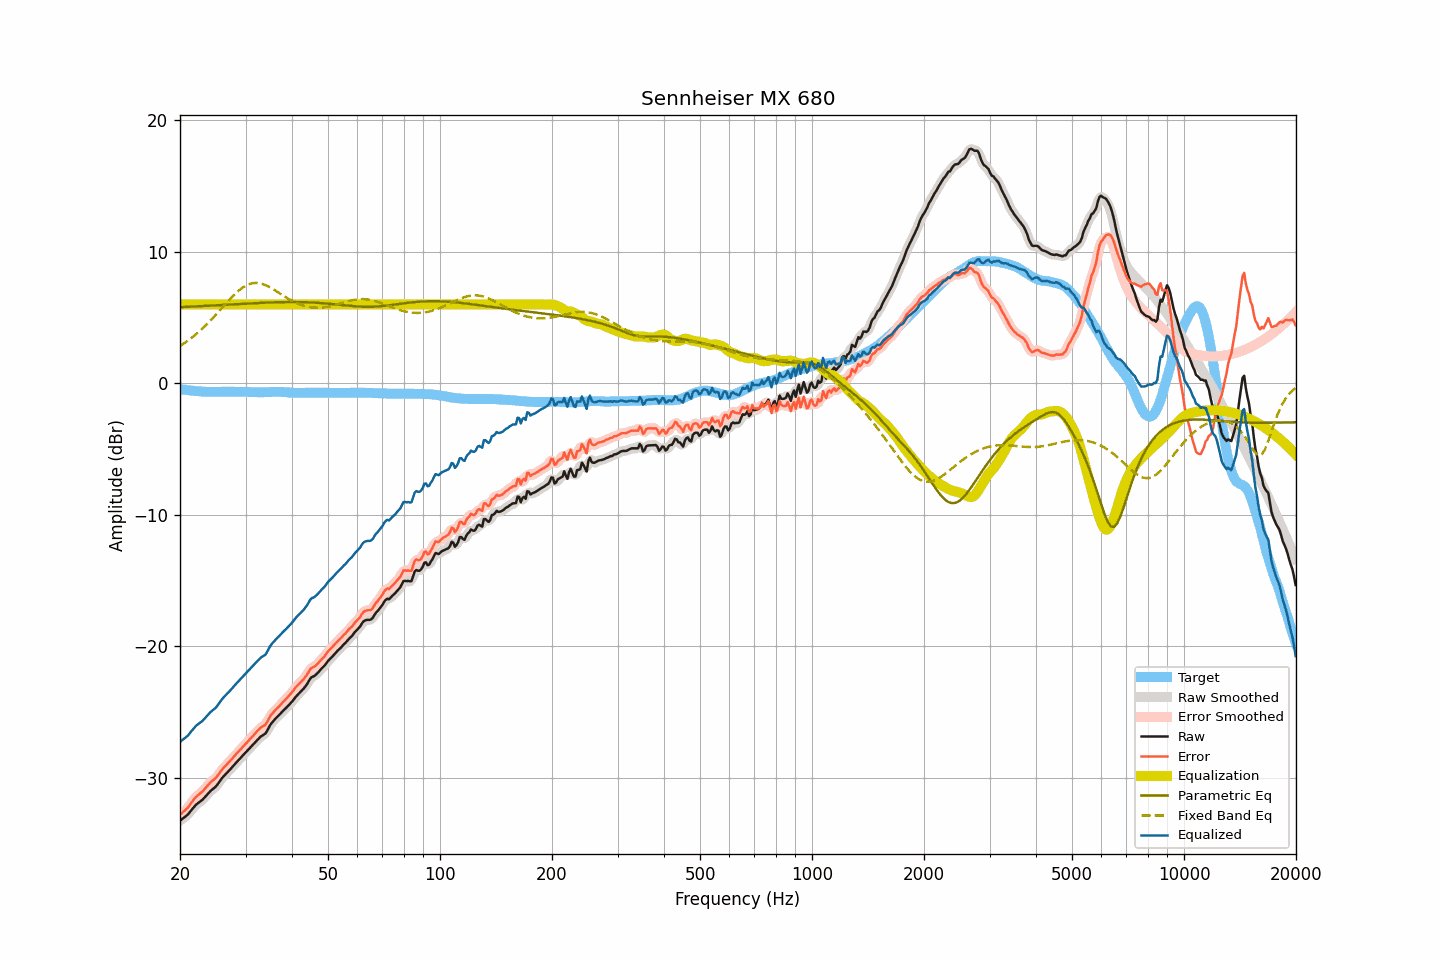 Sennheiser MX 680
20
10
0
−10
−20
−30
Amplitude (dBr)
20 50 100 200 500 1000 2000 5000 10000 20000
Frequency (Hz)
Target
Raw Smoothed
Error Smoothed
Raw
Error
Equalization
Parametric Eq
Fixed Band Eq
Equalized